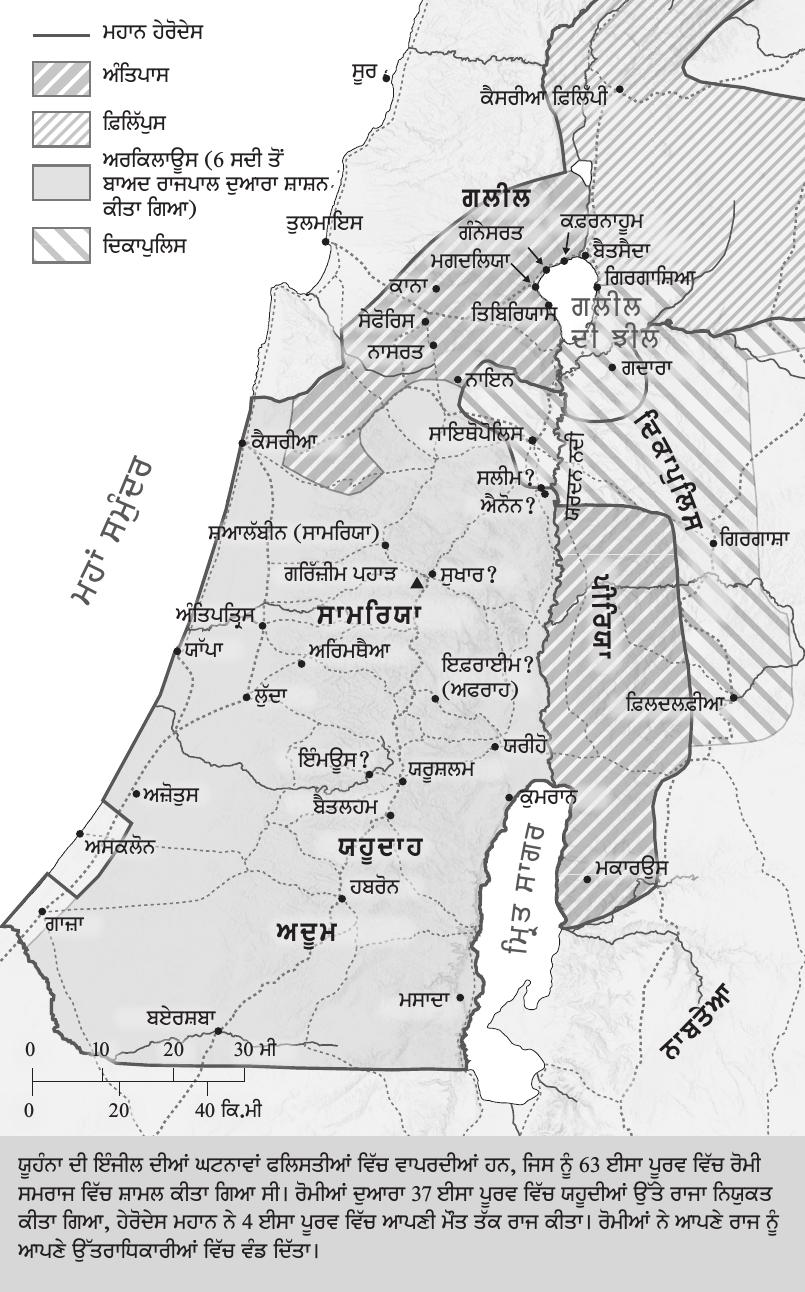 ਮਹਾਨ ਹੇਰੋਦੇਸ
ਅੰਤਿਪਾਸ
ਫ਼ਿਲਿੱਪੁਸ
ਅਰਕਿਲਾਊਸ (6 ਸਦੀ ਤੋਂ
ਬਾਅਦ ਰਾਜਪਾਲ ਦੁਆਰਾ ਸ਼ਾਸ਼ਨ
ਕੀਤਾ ਗਿਆ)
ਦਿਕਾਪੁਲਿਸ
ਸੂਰ
ਕੈਸਰੀਆ ਫ਼ਿਲਿੱਪੀ
ਗਲੀਲ
ਤੁਲਮਾਇਸ
ਗੰਨੇਸਰਤ
ਕਫ਼ਰਨਾਹੂਮ
ਮਗਦਲਿਯਾ
ਬੈਤਸੈਦਾ
ਕਾਨਾ
ਗਿਰਗਾਸ਼ਿਆ
ਸੇਫੋਰਿਸ
ਤਿਬਿਰਿਯਾਸ
ਗਲੀਲ
ਦੀ ਝੀਲ
ਨਾਸਰਤ
ਗਦਾਰਾ
ਨਾਇਨ
ਕੈਸਰੀਆ
ਸਾਇਥੋਪੋਲਿਸ
ਦਿਕਾਪੁਲਿਸ
ਯਰਦਨ ਨਦੀ
ਸਲੀਮ?
ਐਨੋਨ?
ਮਹਾਂ ਸਮੁੰਦਰ
ਸ਼ਆਲੱਬੀਨ (ਸਾਮਰਿਯਾ)
ਗਿਰਗਾਸ਼ਾ
ਗਰਿੱਜ਼ੀਮ ਪਹਾੜ
ਸੁਖਾਰ?
ਸਾਮਰਿਯਾ
ਪੀਰਿਯਾ
ਅੰਤਿਪਤ੍ਰਿਸ
ਯਾੱਪਾ
ਅਰਿਮਥੈਆ
ਇਫ਼ਰਾਈਮ?
(ਅਫਰਾਹ)
ਲੁੱਦਾ
ਫ਼ਿਲਦਲਫ਼ੀਆ
ਯਰੀਹੋ
ਇੰਮਊਸ?
ਯਰੂਸ਼ਲਮ
ਅਜ਼ੋਤੁਸ
ਬੈਤਲਹਮ
ਕੁਮਰਾਨ
ਅਸਕਲੋਨ
ਯਹੂਦਾਹ
ਮ੍ਰਿਤ ਸਾਗਰ
ਮਕਾਰਉਸ
ਹਬਰੋਨ
ਗਾਜ਼ਾ
ਅਦੂਮ
ਮਸਾਦਾ
ਨਾਬਤੇਆ
ਬਏਰਸ਼ਬਾ
0 10 20 30 ਮੀ
0 20 40 ਕਿ.ਮੀ
ਯੂਹੰਨਾ ਦੀ ਇੰਜੀਲ ਦੀਆਂ ਘਟਨਾਵਾਂ ਫਲਿਸਤੀਆਂ ਵਿੱਚ ਵਾਪਰਦੀਆਂ ਹਨ, ਜਿਸ ਨੂੰ 63 ਈਸਾ ਪੂਰਵ ਵਿੱਚ ਰੋਮੀ
ਸਮਰਾਜ ਵਿੱਚ ਸ਼ਾਮਲ ਕੀਤਾ ਗਿਆ ਸੀ। ਰੋਮੀਆਂ ਦੁਆਰਾ 37 ਈਸਾ ਪੂਰਵ ਵਿੱਚ ਯਹੂਦੀਆਂ ਉੱਤੇ ਰਾਜਾ ਨਿਯੁਕਤ
ਕੀਤਾ ਗਿਆ, ਹੇਰੋਦੇਸ ਮਹਾਨ ਨੇ 4 ਈਸਾ ਪੂਰਵ ਵਿੱਚ ਆਪਣੀ ਮੌਤ ਤੱਕ ਰਾਜ ਕੀਤਾ। ਰੋਮੀਆਂ ਨੇ ਆਪਣੇ ਰਾਜ ਨੂੰ
ਆਪਣੇ ਉੱਤਰਾਧਿਕਾਰੀਆਂ ਵਿੱਚ ਵੰਡ ਦਿੱਤਾ।